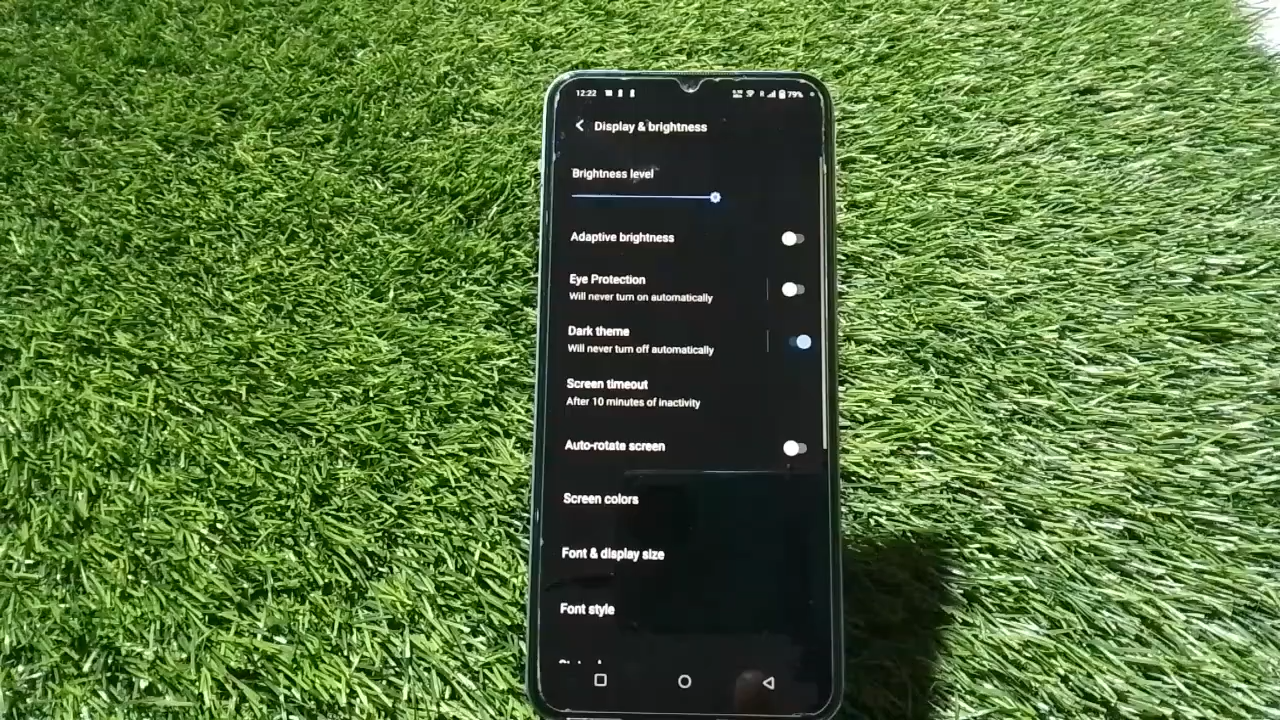 12:22
79%
Display & brightness
Brightness level
Adaptive brightness
Eye Protection
Will never turn on automatically
Dark theme
Will never turn off automatically
Screen timeout
After 10 minutes of inactivity
Auto-rotate screen
Screen colors
Font & display size
Font style